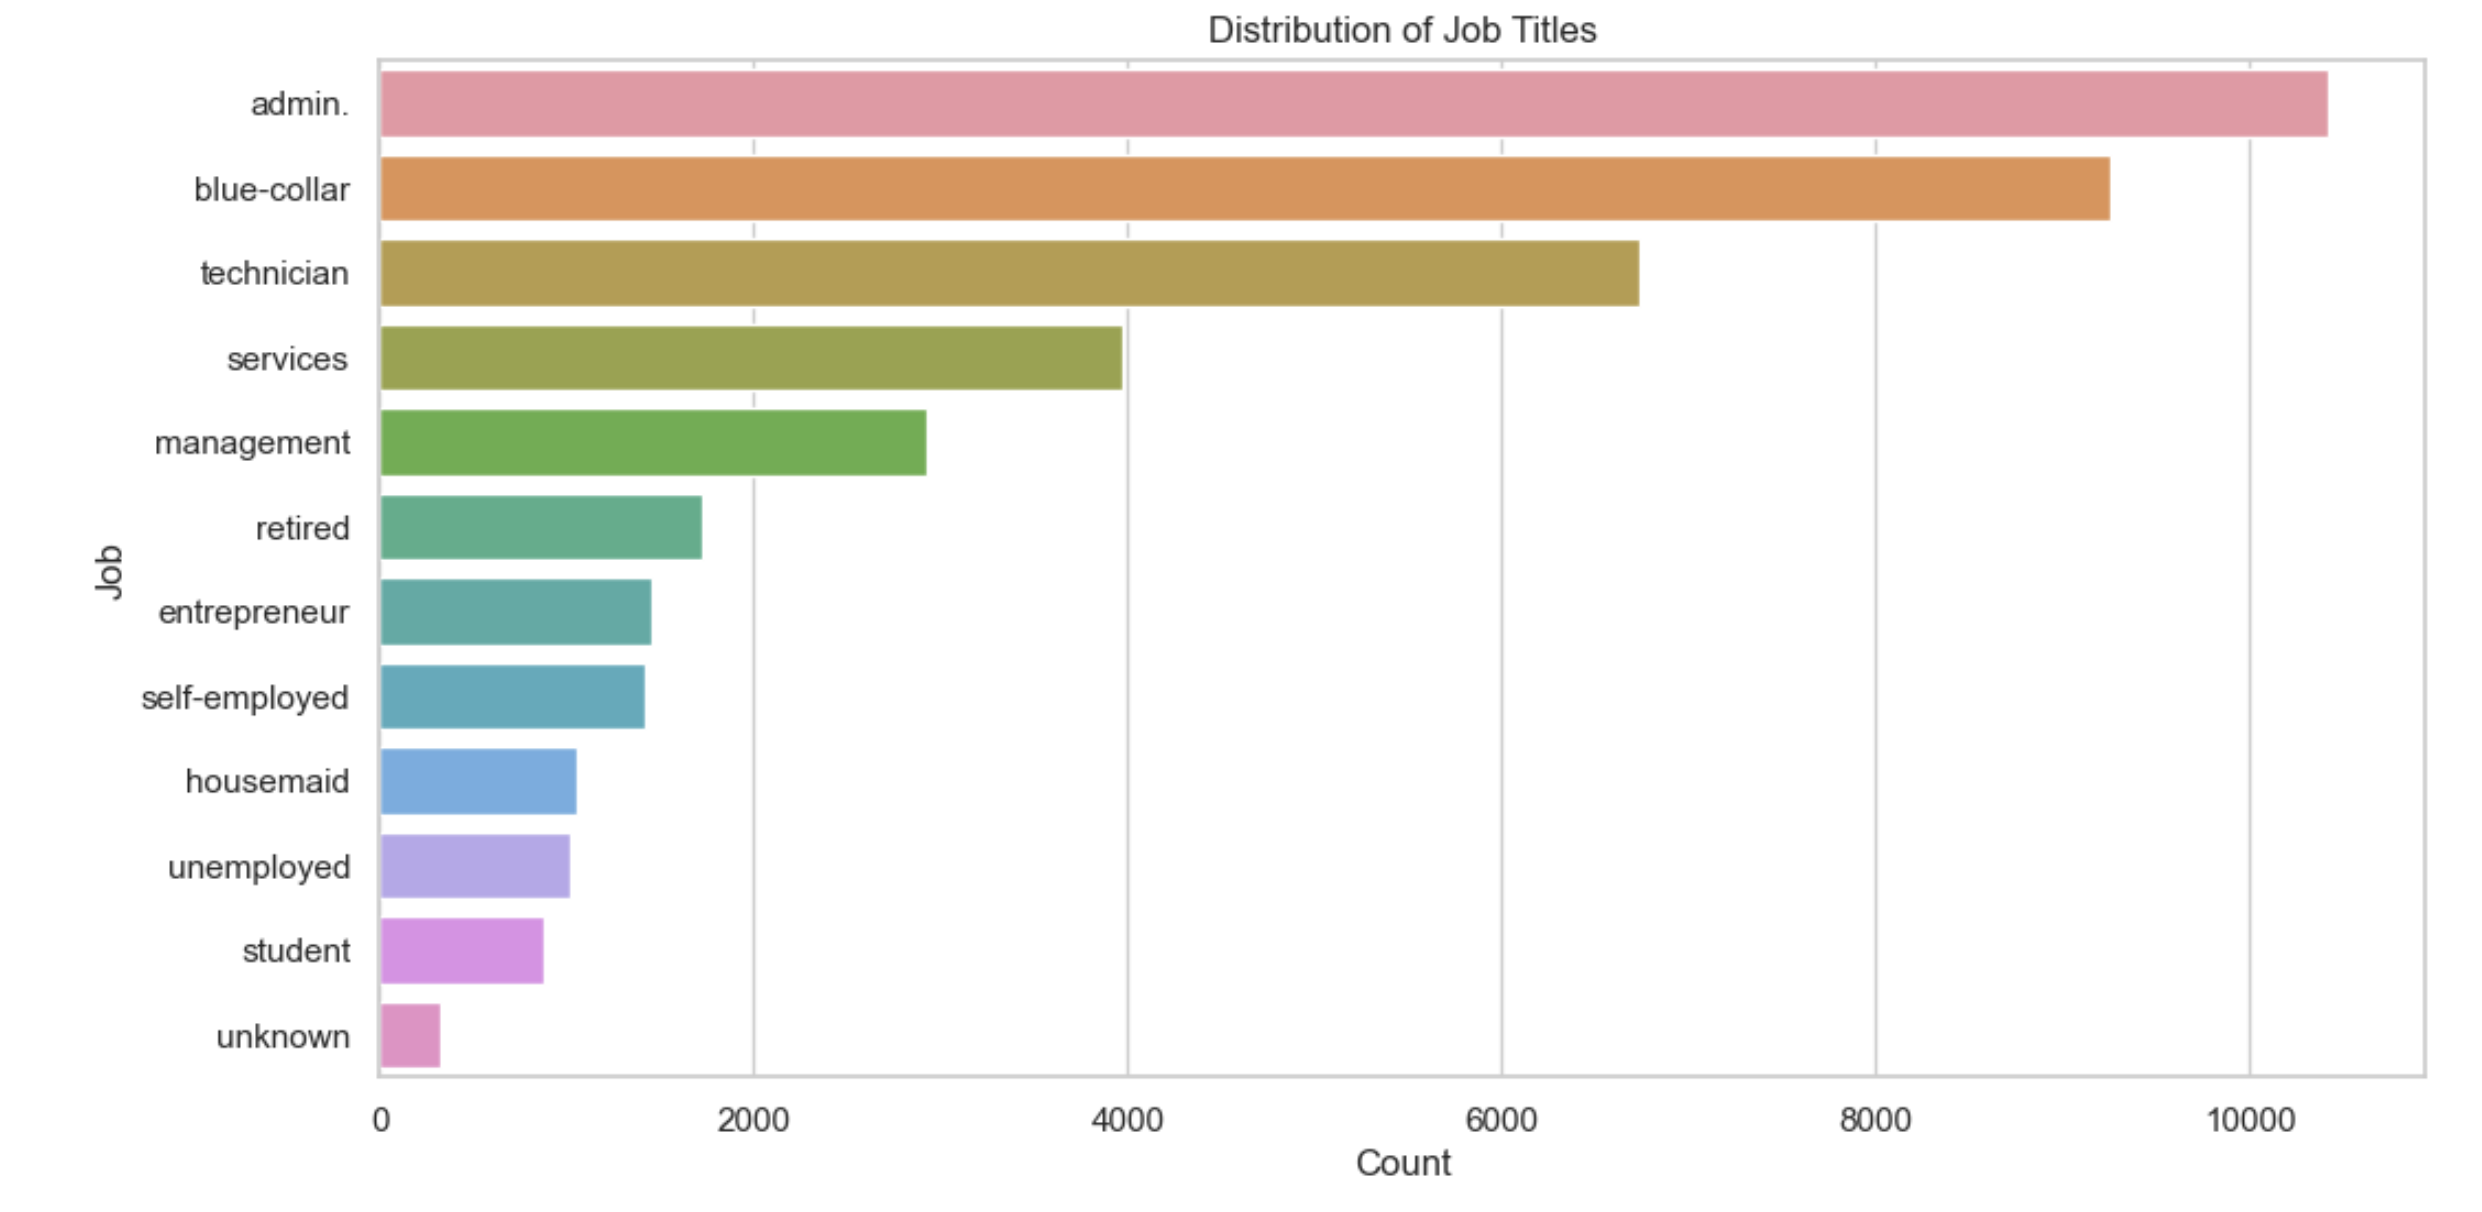 Distribution of Job Titles
admin.
blue-collar
technician
services
management
retired
entrepreneur
self-employed
housemaid
unemployed
student
unknown
Job
0 2000 4000 6000 8000 10000
Count